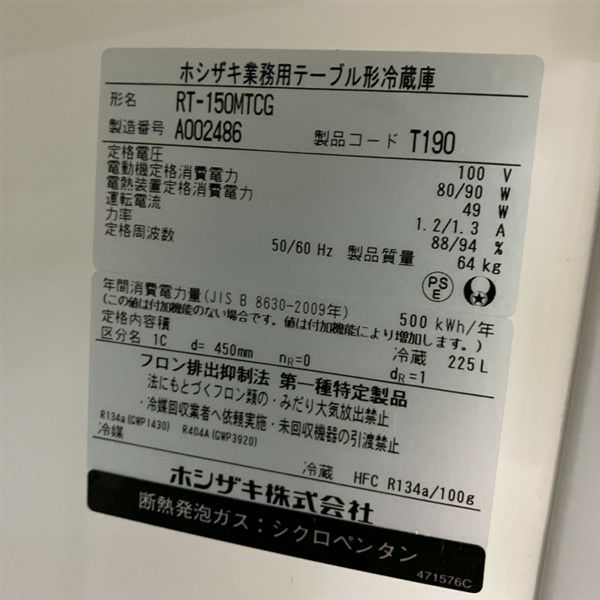 ホシザキ業務用テーブル形冷蔵庫
形名 RT-150MTCG
製造番号 A002486 製品コード T190
定格電圧 100 V
電動機定格消費電力 80/90 W
電熱装置定格消費電力 49 W
運転電流 1.2/1.3 A
力率 88/94 %
定格周波数 50/60 Hz 製品質量 64 kg
PS
E
年間消費電力量(JIS B 8630-2009年) 500 kWh/年
(この値は付加機能のない場合です。値は付加機能により増加します。)
定格内容積 冷蔵 225 L
区分名 1C d= 450mm nR=0 dR=1
フロン排出抑制法 第一種特定製品
法にもとづくフロン類の・みだり大気放出禁止
・冷媒回収業者へ依頼実施・未回収機器の引渡禁止
R134a(GWP1430) R404A(GWP3920)
冷媒 冷蔵 HFC R134a/100g
ホシザキ株式会社
断熱発泡ガス：シクロペンタン
471576C